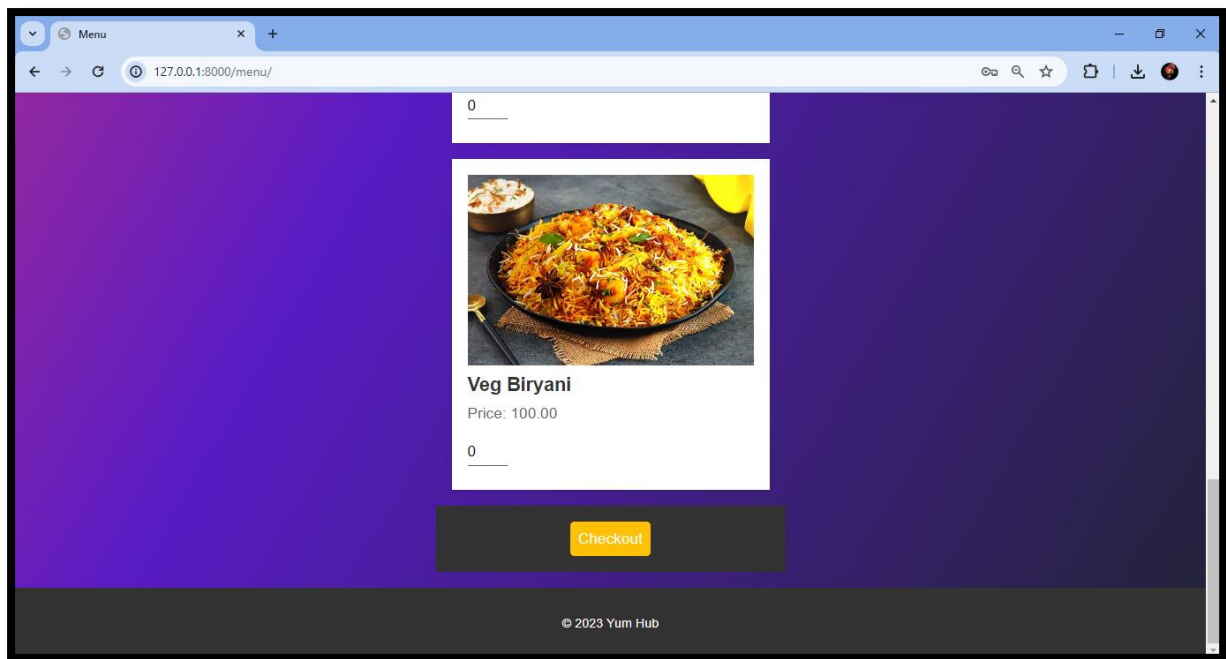 Menu
127.0.0.1:8000/menu/
0
Veg Biryani
Price: 100.00
0
Checkout
© 2023 Yum Hub